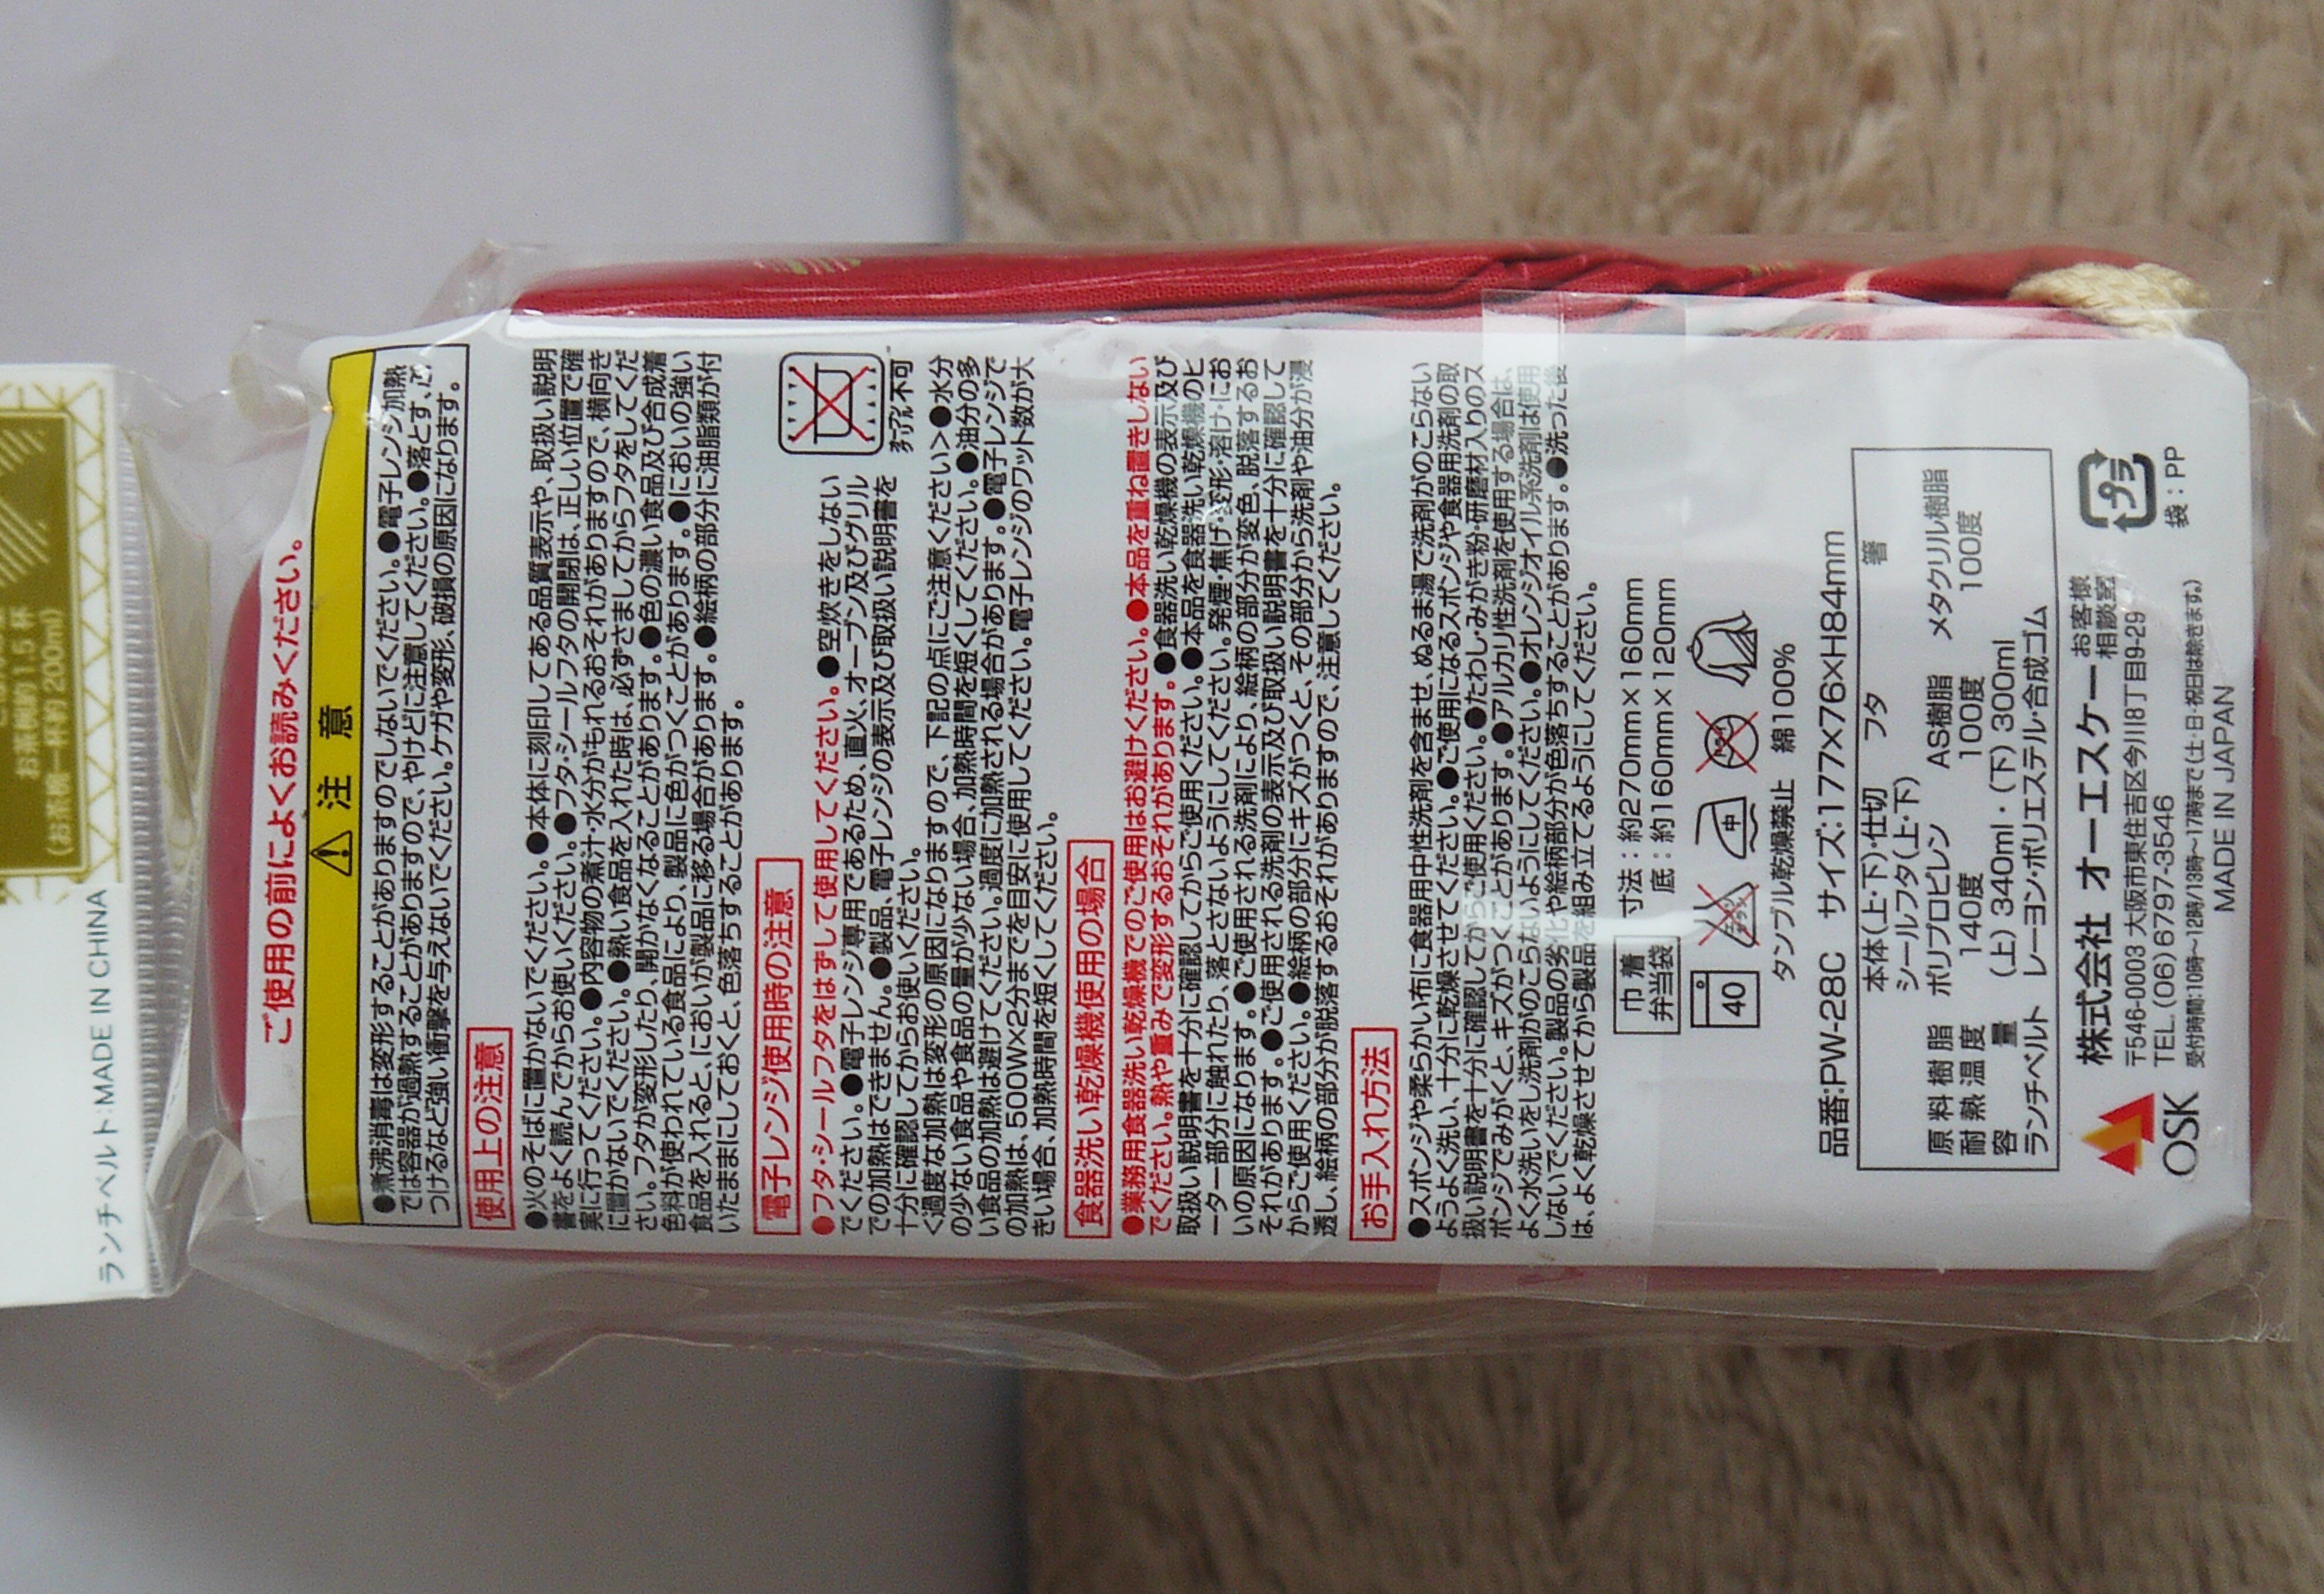 お茶碗約1.5杯
(お茶碗一杯約200ml)
ランチベルト:MADE IN CHINA
ご使用の前によくお読みください。
注 意
●煮沸消毒は変形することがありますのでしないでください。●電子レンジ加熱
では容器が過熱することがありますので、やけどに注意してください。●落とす、ぶ
つけるなど強い衝撃を与えないでください。ケガや変形、破損の原因になります。
使用上の注意
●火のそばに置かないでください。●本体に刻印してある品質表示や、取扱い説明
書をよく読んでからお使いください。●フタ・シールフタの開閉は、正しい位置で確
実に行ってください。●内容物の煮汁・水分がもれるおそれがありますので、横向き
に置かないでください。●熱い食品を入れた時は、必ずさましてからフタをしてくだ
さい。フタが変形したり、開かなくなることがあります。●色の濃い食品及び合成着
色料が使われている食品により、製品に色がつくことがあります。●においの強い
食品を入れると、においが製品に移る場合があります。●絵柄の部分に油脂類が付
いたままにしておくと、色落ちすることがあります。
電子レンジ使用時の注意
●フタ・シールフタをはずして使用してください。●空炊きをしない
でください。●電子レンジ専用であるため、直火、オーブン及びグリル
での加熱はできません。●製品、電子レンジの表示及び取扱い説明書を
十分に確認してからお使いください。
オーブン
グリル不可
<過度な加熱は変形の原因になりますので、下記の点にご注意ください>●水分
の少ない食品や食品の量が少ない場合、加熱時間を短くしてください。●油分の多
い食品の加熱は避けてください。過度に加熱される場合があります。●電子レンジで
の加熱は、500W×2分までを目安に使用してください。電子レンジのワット数が大
きい場合、加熱時間を短くしてください。
食器洗い乾燥機使用の場合
●業務用食器洗い乾燥機でのご使用はお避けください。●本品を重ね置きしない
でください。熱や重みで変形するおそれがあります。●食器洗い乾燥機の表示及び
取扱い説明書を十分に確認してからご使用ください。●本品を食器洗い乾燥機のヒ
ーター部分に触れたり、落とさないようにしてください。発煙・焦げ・変形・溶け・にお
いの原因になります。●ご使用される洗剤により、絵柄の部分が変色、脱落するお
それがあります。●ご使用される洗剤の表示及び取扱い説明書を十分に確認して
からご使用ください。●絵柄の部分にキズがつくと、その部分から洗剤や油分が浸
透し、絵柄の部分が脱落するおそれがありますので、注意してください。
お手入れ方法
●スポンジや柔らかい布に食器用中性洗剤を含ませ、ぬるま湯で洗剤がのこらない
ようよく洗い、十分に乾燥させてください。●ご使用になるスポンジや食器用洗剤の取
扱い説明書を十分に確認してからご使用ください。●たわし・みがき粉・研磨材入りのス
ポンジでみがくと、キズがつくことがあります。●アルカリ性洗剤を使用する場合は、
よく水洗いをし洗剤がのこらないようにしてください。●オレンジオイル系洗剤は使用
しないでください。製品の劣化や絵柄部分が色落ちすることがあります。●洗った後
は、よく乾燥させてから製品を組み立てるようにしてください。
巾着
弁当袋
寸法:約270mm×160mm
底:約160mm×120mm
40
中
タンブル乾燥禁止 綿100%
品番:PW-28C サイズ:177×76×H84mm
本体(上・下)・仕切 フタ 箸
シールフタ(上・下)
原料樹脂 ポリプロピレン AS樹脂 メタクリル樹脂
耐熱温度 140度 100度 100度
容量 (上)340ml・(下)300ml
ランチベルト レーヨン・ポリエステル・合成ゴム
OSK
株式会社 オーエスケー お客様相談室
〒546-0003 大阪市東住吉区今川8丁目9-29
TEL.(06)6797-3546
受付時間:10時~12時/13時~17時まで(土・日・祝日は除きます。)
MADE IN JAPAN
プラ
袋:PP